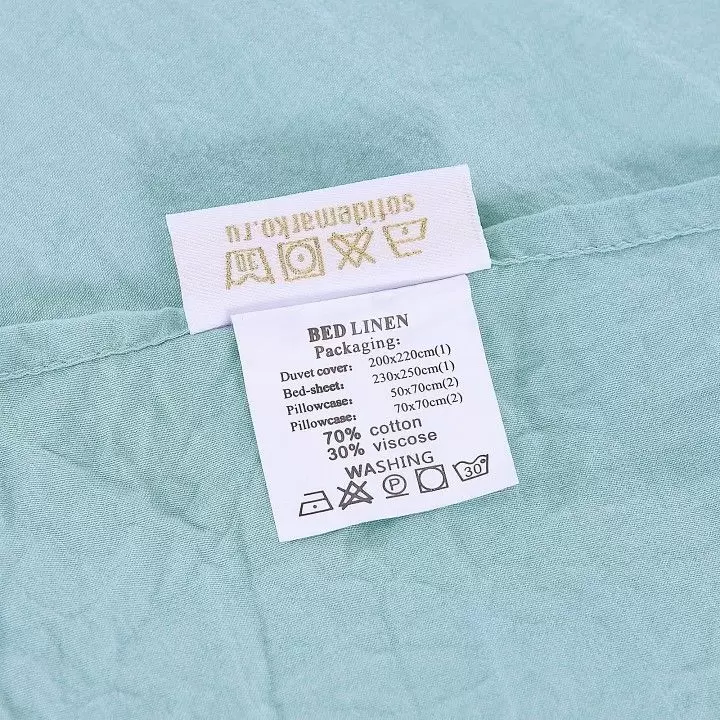 sofidemarko.ru
30
BED LINEN
Packaging:
Duvet cover: 200x220cm(1)
Bed-sheet: 230x250cm(1)
Pillowcase: 50x70cm(2)
Pillowcase: 70x70cm(2)
70% cotton
30% viscose
WASHING
P 30°